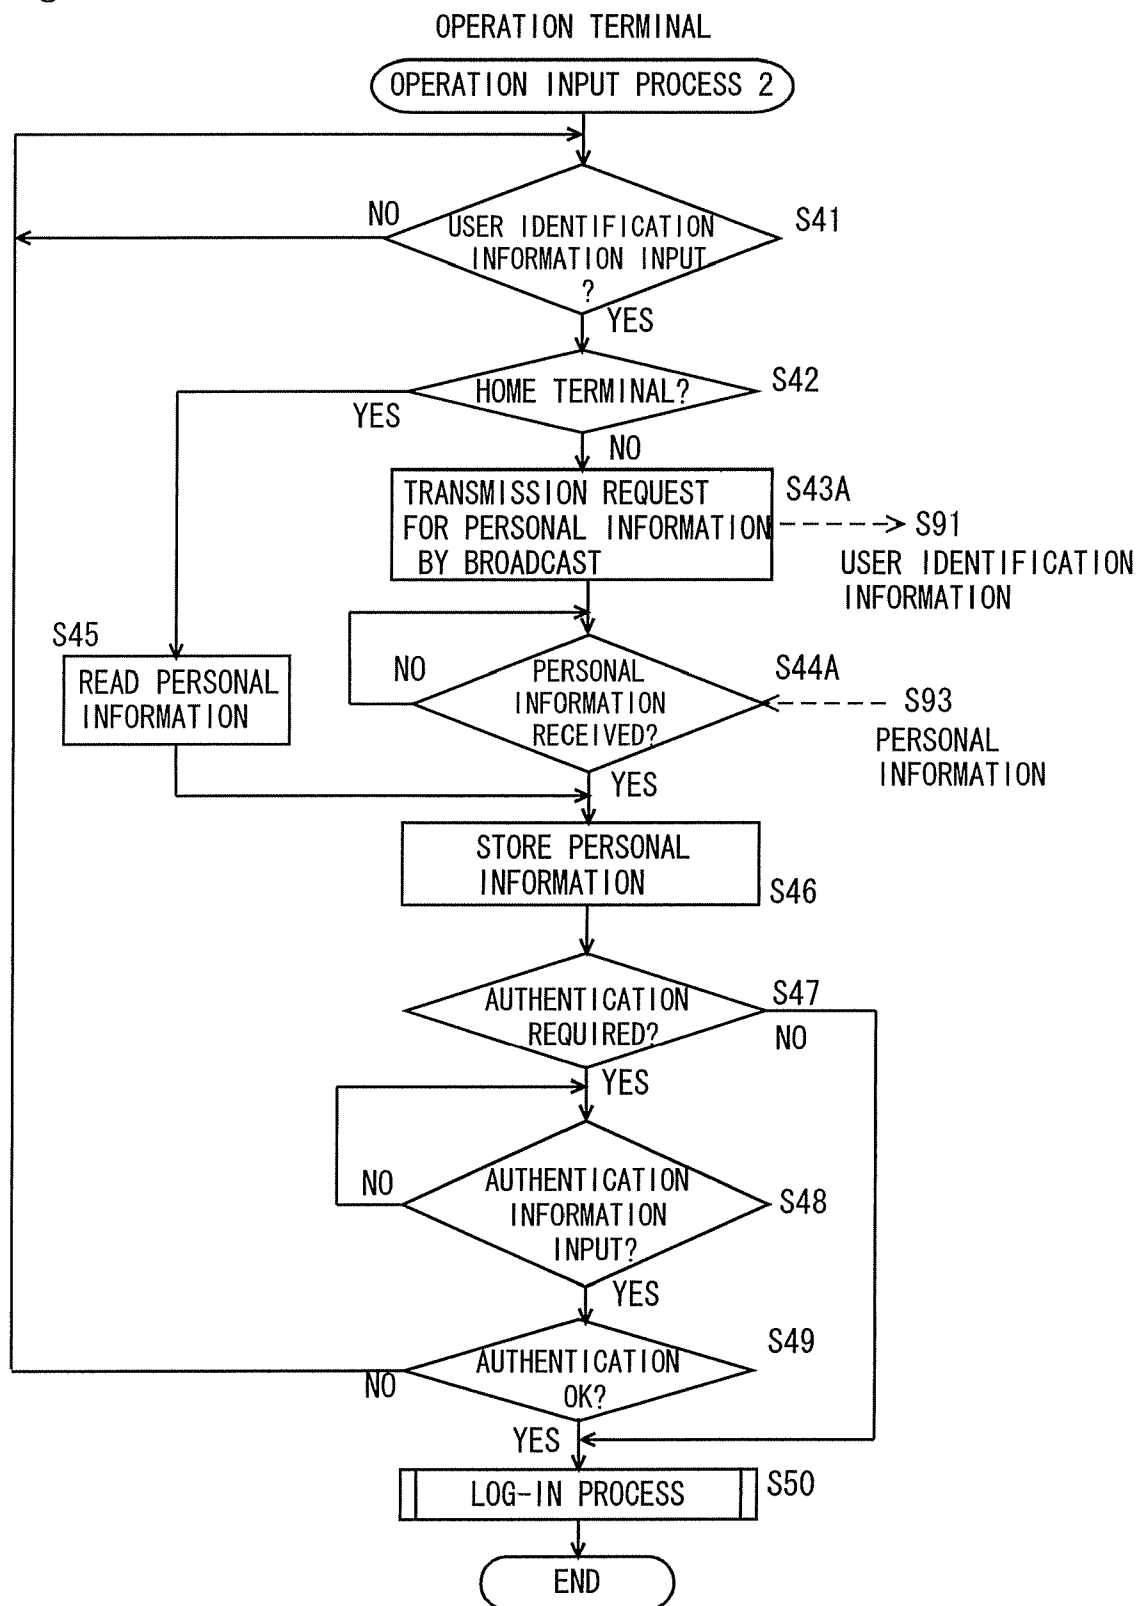 OPERATION TERMINAL
OPERATION INPUT PROCESS 2
NO
USER IDENTIFICATION
INFORMATION INPUT
?
S41
YES
HOME TERMINAL?
S42
YES
NO
TRANSMISSION REQUEST
FOR PERSONAL INFORMATION
BY BROADCAST
S43A
S91
USER IDENTIFICATION
INFORMATION
S45
READ PERSONAL
INFORMATION
NO
PERSONAL
INFORMATION
RECEIVED?
S44A
S93
PERSONAL
INFORMATION
YES
STORE PERSONAL
INFORMATION
S46
AUTHENTICATION
REQUIRED?
S47
NO
YES
NO
AUTHENTICATION
INFORMATION
INPUT?
S48
YES
AUTHENTICATION
OK?
S49
NO
YES
LOG-IN PROCESS
S50
END